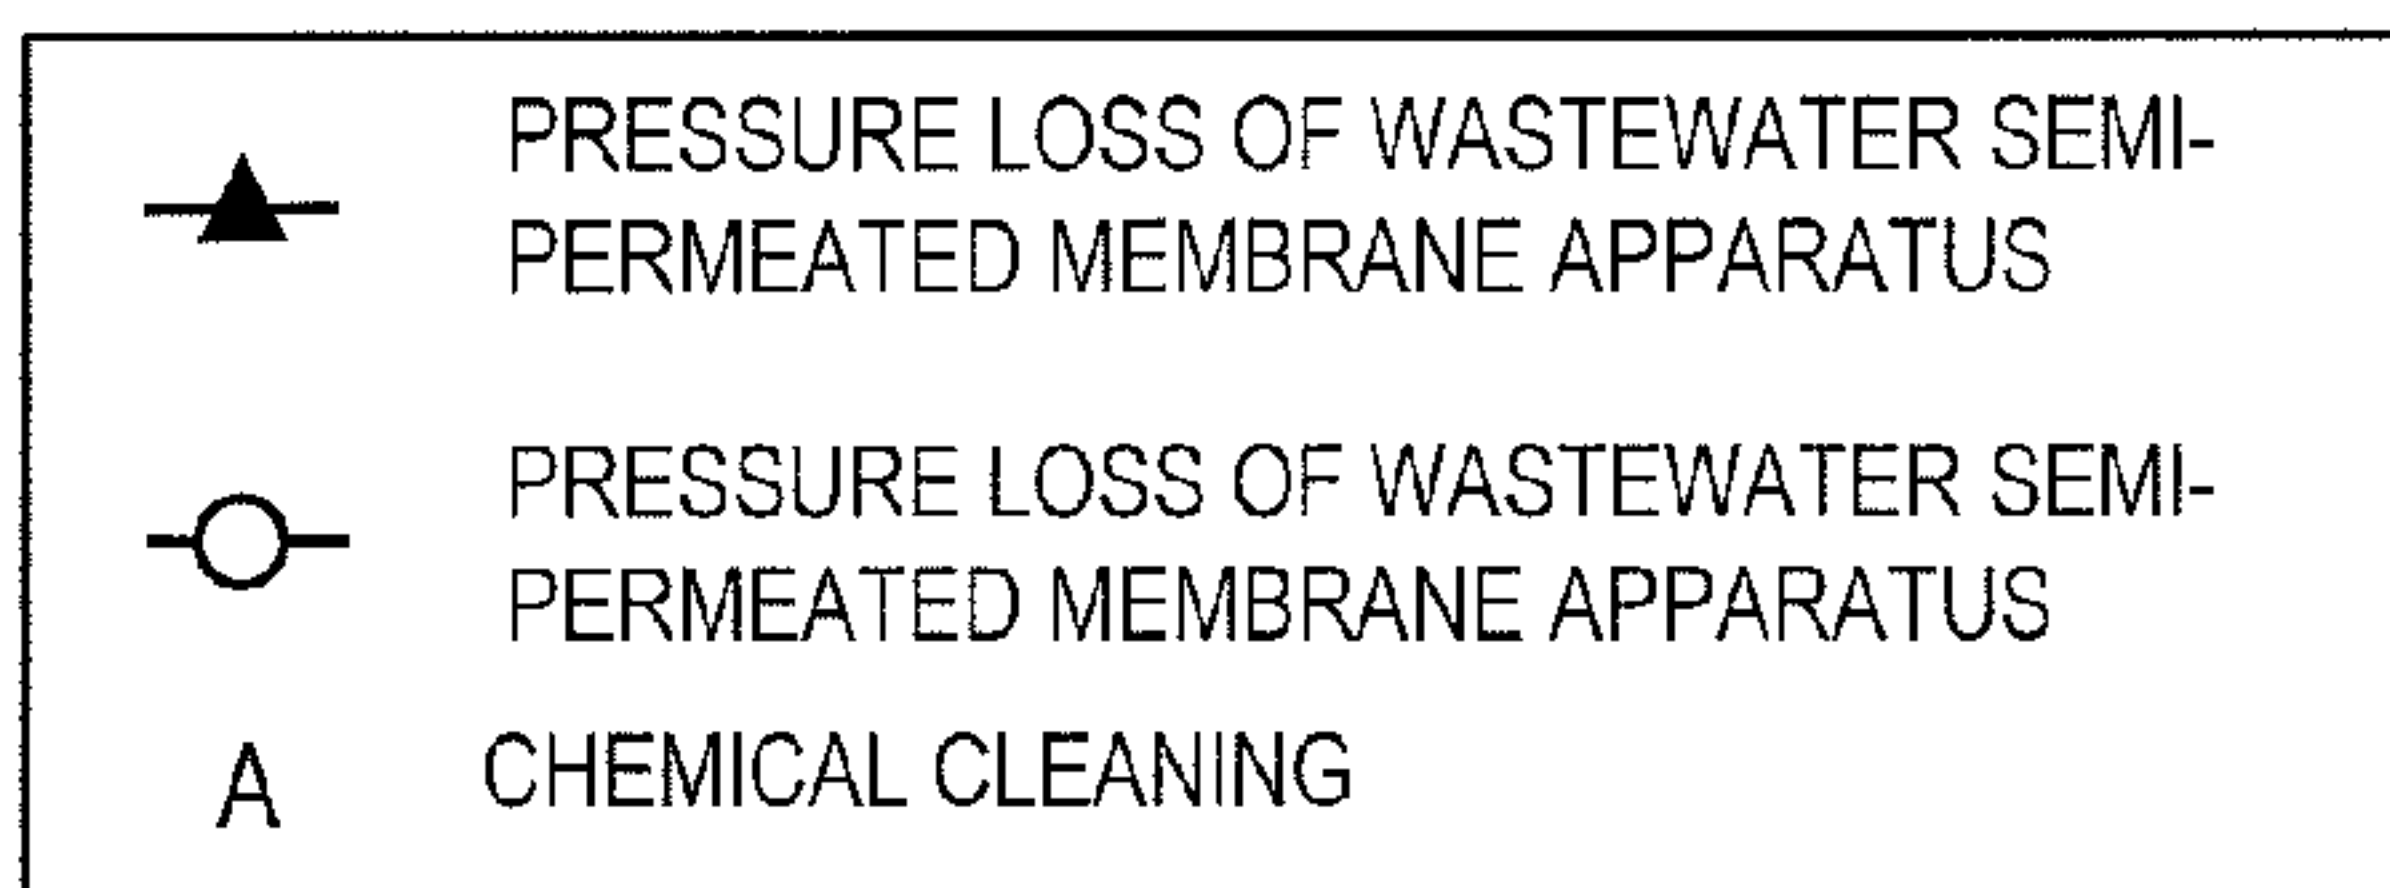 PRESSURE LOSS OF WASTEWATER SEMI-
PERMEATED MEMBRANE APPARATUS
PRESSURE LOSS OF WASTEWATER SEMI-
PERMEATED MEMBRANE APPARATUS
A CHEMICAL CLEANING